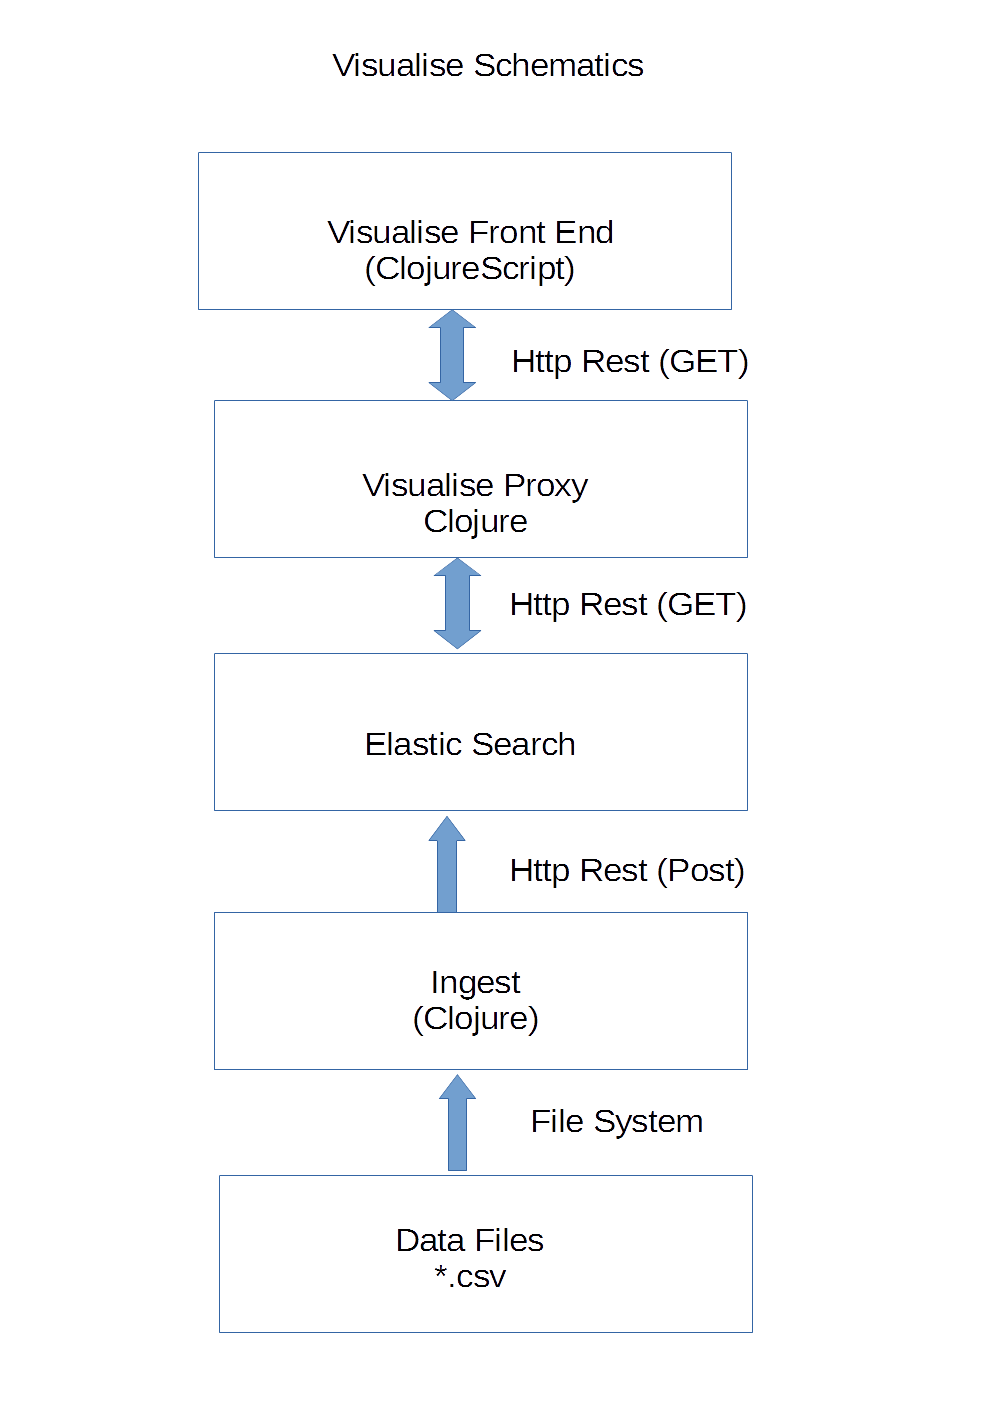 Visualise Schematics
Visualise Front End
(ClojureScript)
Http Rest (GET)
Visualise Proxy
Clojure
Http Rest (GET)
Elastic Search
Http Rest (Post)
Ingest
(Clojure)
File System
Data Files
*.csv